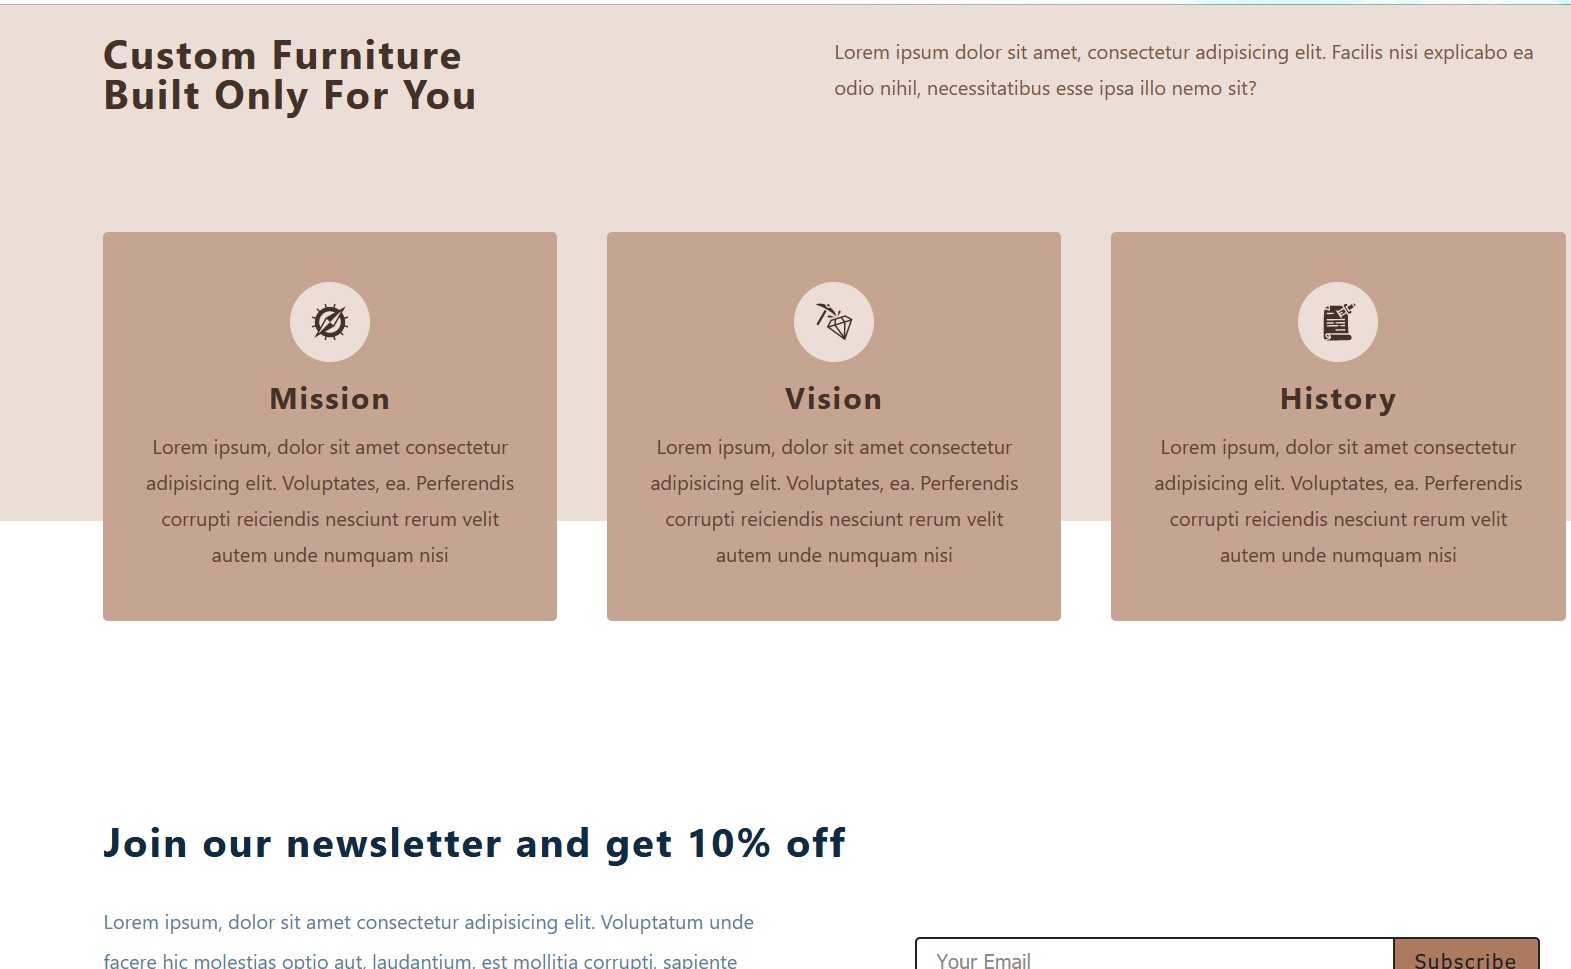 Custom Furniture
Built Only For You
Lorem ipsum dolor sit amet, consectetur adipisicing elit. Facilis nisi explicabo ea
odio nihil, necessitatibus esse ipsa illo nemo sit?
Mission
Lorem ipsum, dolor sit amet consectetur
adipisicing elit. Voluptates, ea. Perferendis
corrupti reiciendis nesciunt rerum velit
autem unde numquam nisi
Vision
Lorem ipsum, dolor sit amet consectetur
adipisicing elit. Voluptates, ea. Perferendis
corrupti reiciendis nesciunt rerum velit
autem unde numquam nisi
History
Lorem ipsum, dolor sit amet consectetur
adipisicing elit. Voluptates, ea. Perferendis
corrupti reiciendis nesciunt rerum velit
autem unde numquam nisi
Join our newsletter and get 10% off
Lorem ipsum, dolor sit amet consectetur adipisicing elit. Voluptatum unde
facere hic molestias optio aut, laudantium, est mollitia corrupti, sapiente
Your Email
Subscribe